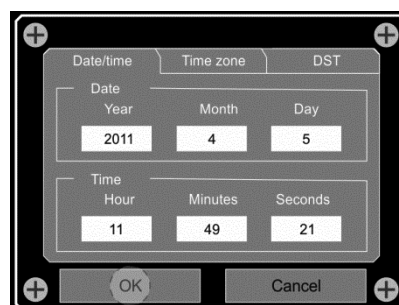 Date/time Time zone DST
Date
Year Month Day
2011 4 5
Time
Hour Minutes Seconds
11 49 21
OK Cancel